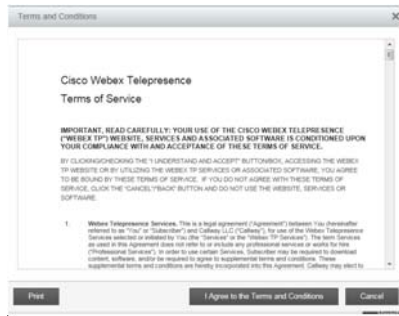 Terms and Conditions
Cisco Webex Telepresence
Terms of Service
IMPORTANT, READ CAREFULLY: YOUR USE OF THE CISCO WEBEX TELEPRESENCE
("WEBEX TP") WEBSITE, SERVICES AND ASSOCIATED SOFTWARE IS CONDITIONED UPON
YOUR COMPLIANCE WITH AND ACCEPTANCE OF THESE TERMS OF SERVICE.
BY CLICKING/CHECKING THE "I UNDERSTAND AND ACCEPT" BUTTON/BOX, ACCESSING THE WEBEX
TP WEBSITE OR BY UTILIZING THE WEBEX TP SERVICES OR ASSOCIATED SOFTWARE, YOU AGREE
TO BE BOUND BY THESE TERMS OF SERVICE. IF YOU DO NOT AGREE WITH THESE TERMS OF
SERVICE, CLICK THE "CANCEL"/"BACK" BUTTON AND DO NOT USE THE WEBSITE, SERVICES OR
SOFTWARE.
1. Webex Telepresence Services. This is a legal agreement ("Agreement") between You (hereinafter
referred to as "You" or "Subscriber") and Callway LLC ("Callway"), for use of the Webex Telepresence
Services selected or initiated by You (the "Services" or the "Webex TP Services"). The term Services
as used in this Agreement does not refer to or include any professional services or works for hire
("Professional Services"). In order to use certain Services, Subscriber may be required to download
content, software, and/or be required to agree to supplemental terms and conditions. These
supplemental terms and conditions are hereby incorporated into this Agreement. Callway may elect to
Print
I Agree to the Terms and Conditions
Cancel